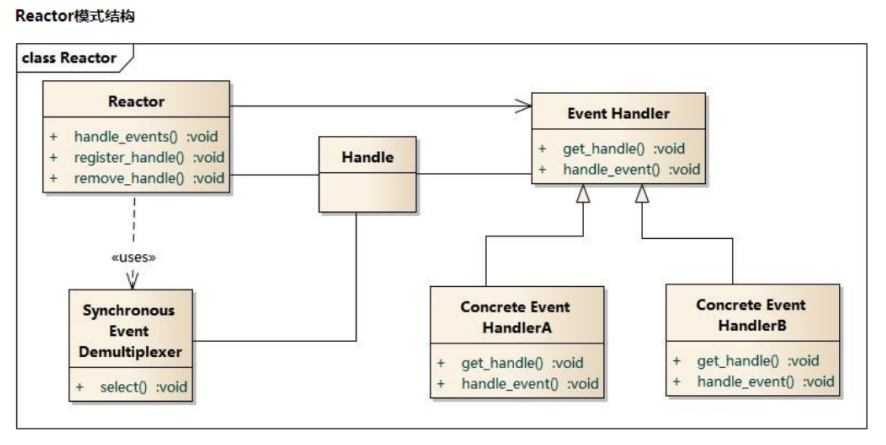 Reactor模式结构
class Reactor
Reactor
+ handle_events() :void
+ register_handle() :void
+ remove_handle() :void
Handle
Event Handler
+ get_handle() :void
+ handle_event() :void
«uses»
Synchronous
Event
Demultiplexer
+ select() :void
Concrete Event
HandlerA
+ get_handle() :void
+ handle_event() :void
Concrete Event
HandlerB
+ get_handle() :void
+ handle_event() :void